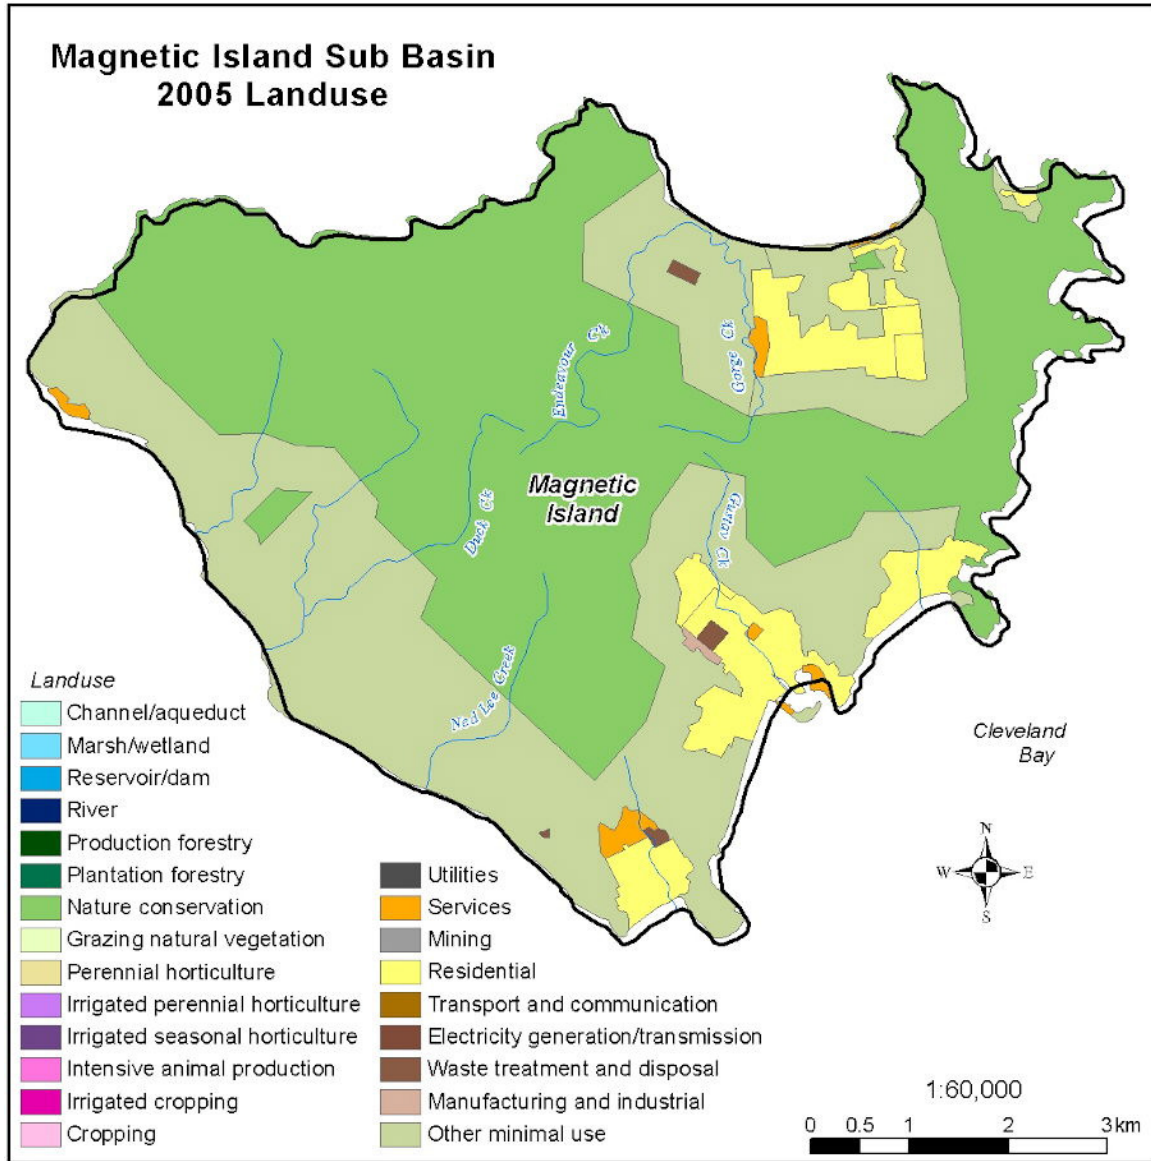 Magnetic Island Sub Basin
2005 Landuse
Endeavour Ck
Gorge Ck
Duck Ck
Magnetic
Island
Gustav Ck
Ned Lee Creek
Cleveland
Bay
N
W
E
S
Landuse
Channel/aqueduct
Marsh/wetland
Reservoir/dam
River
Production forestry
Plantation forestry
Nature conservation
Grazing natural vegetation
Perennial horticulture
Irrigated perennial horticulture
Irrigated seasonal horticulture
Intensive animal production
Irrigated cropping
Cropping
Utilities
Services
Mining
Residential
Transport and communication
Electricity generation/transmission
Waste treatment and disposal
Manufacturing and industrial
Other minimal use
1:60,000
0 0.5 1 2 3km